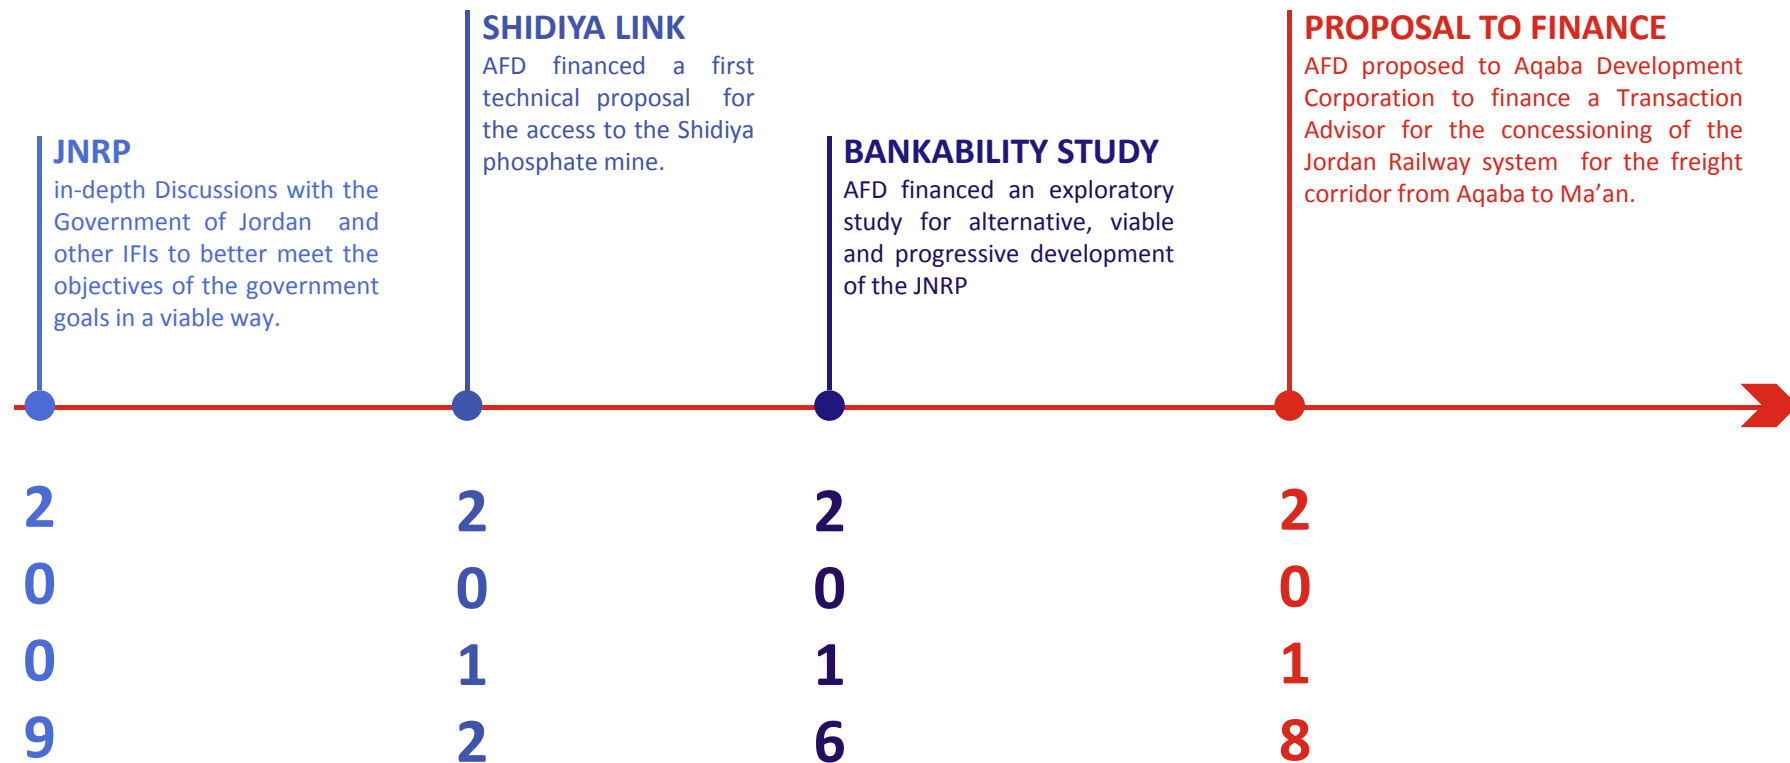 JNRP
in-depth Discussions with the
Government of Jordan and
other IFIs to better meet the
objectives of the government
goals in a viable way.
SHIDIYA LINK
AFD financed a first
technical proposal for
the access to the Shidiya
phosphate mine.
BANKABILITY STUDY
AFD financed an exploratory
study for alternative, viable
and progressive development
of the JNRP
PROPOSAL TO FINANCE
AFD proposed to Aqaba Development
Corporation to finance a Transaction
Advisor for the concessioning of the
Jordan Railway system for the freight
corridor from Aqaba to Ma’an.
2
0
0
9
2
0
1
2
2
0
1
6
2
0
1
8